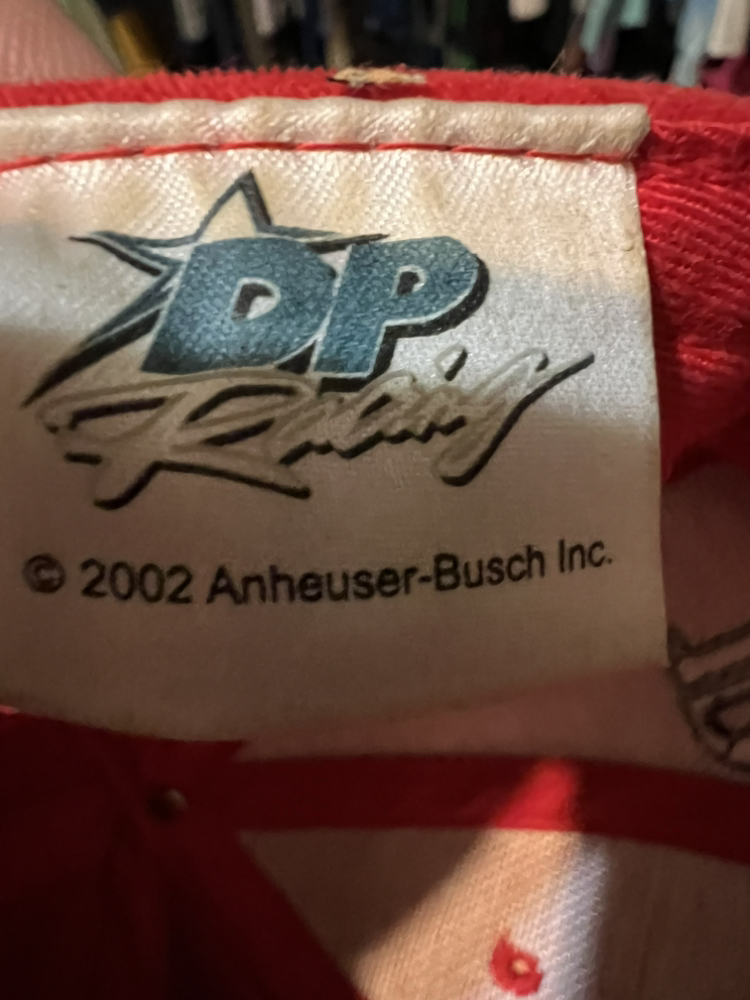 DP
Racing
© 2002 Anheuser-Busch Inc.